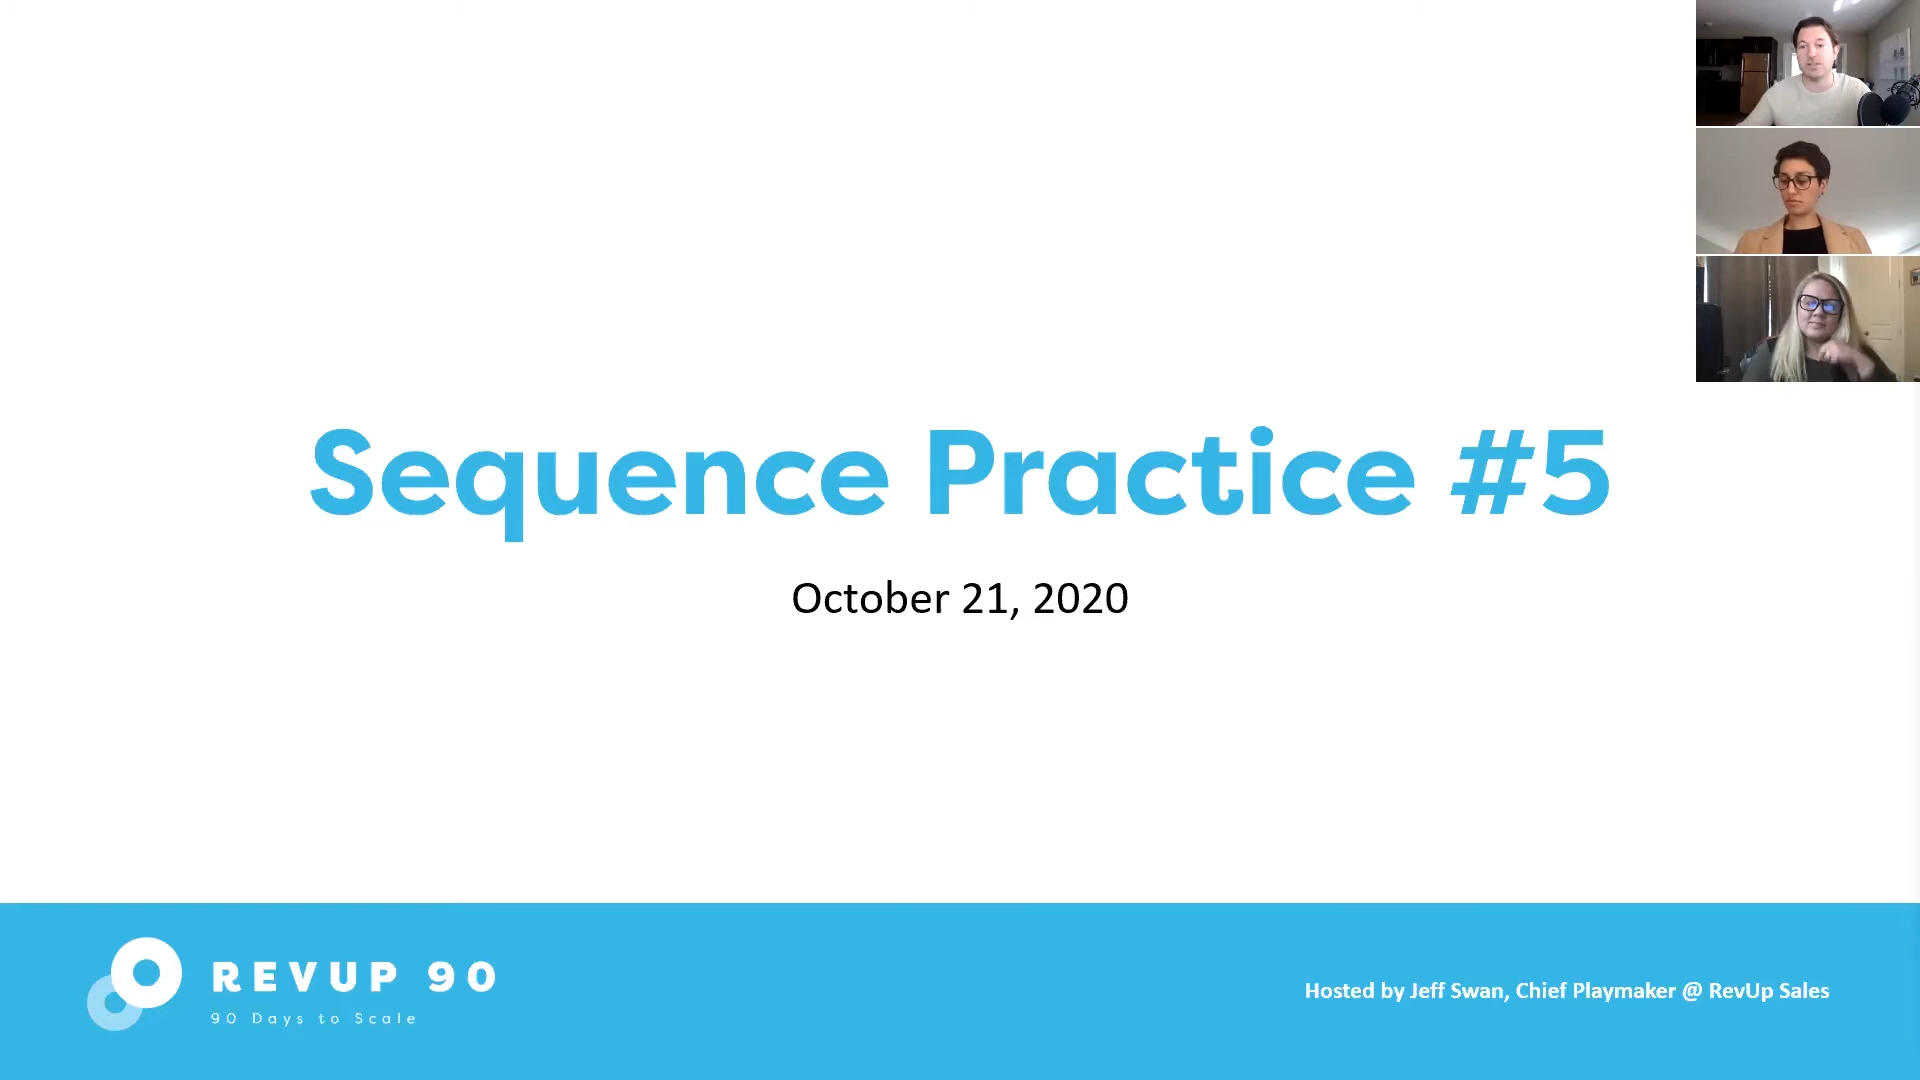 Sequence Practice #5
October 21, 2020
REVUP 90
90 Days to Scale
Hosted by Jeff Swan, Chief Playmaker @ RevUp Sales